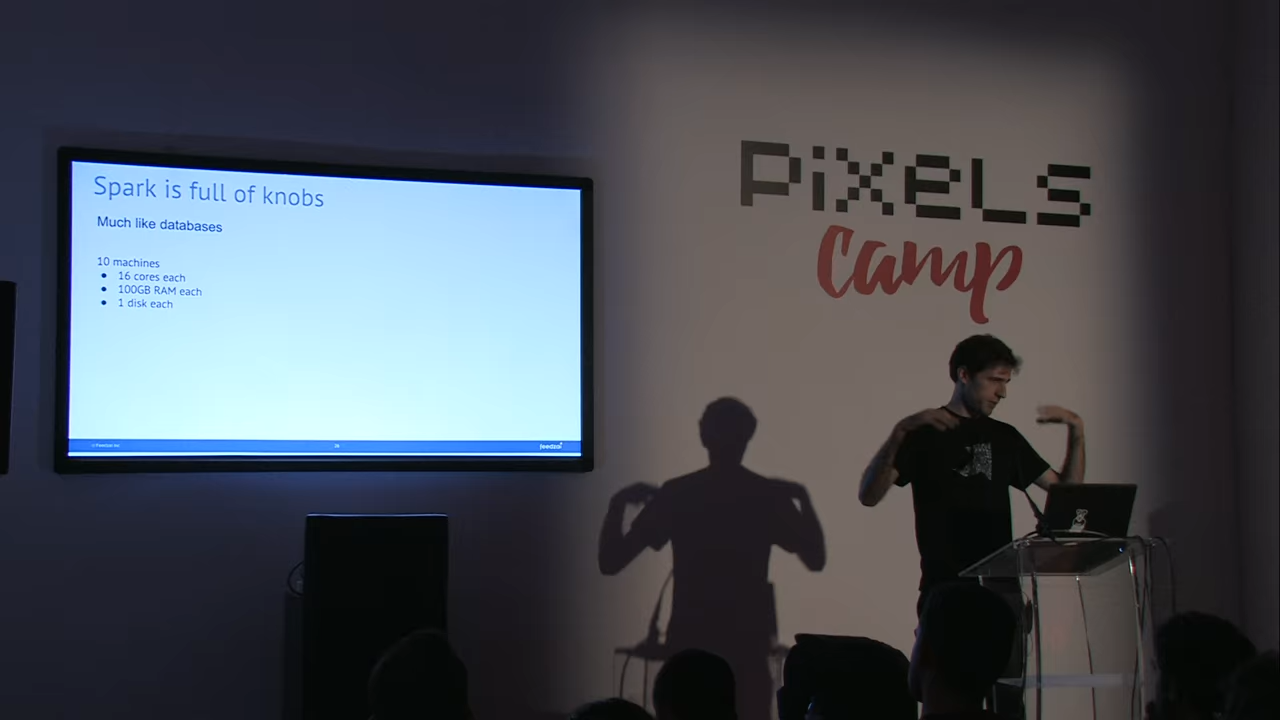 Spark is full of knobs
Much like databases
10 machines
● 16 cores each
● 100GB RAM each
● 1 disk each
feedzai
pixels
camp